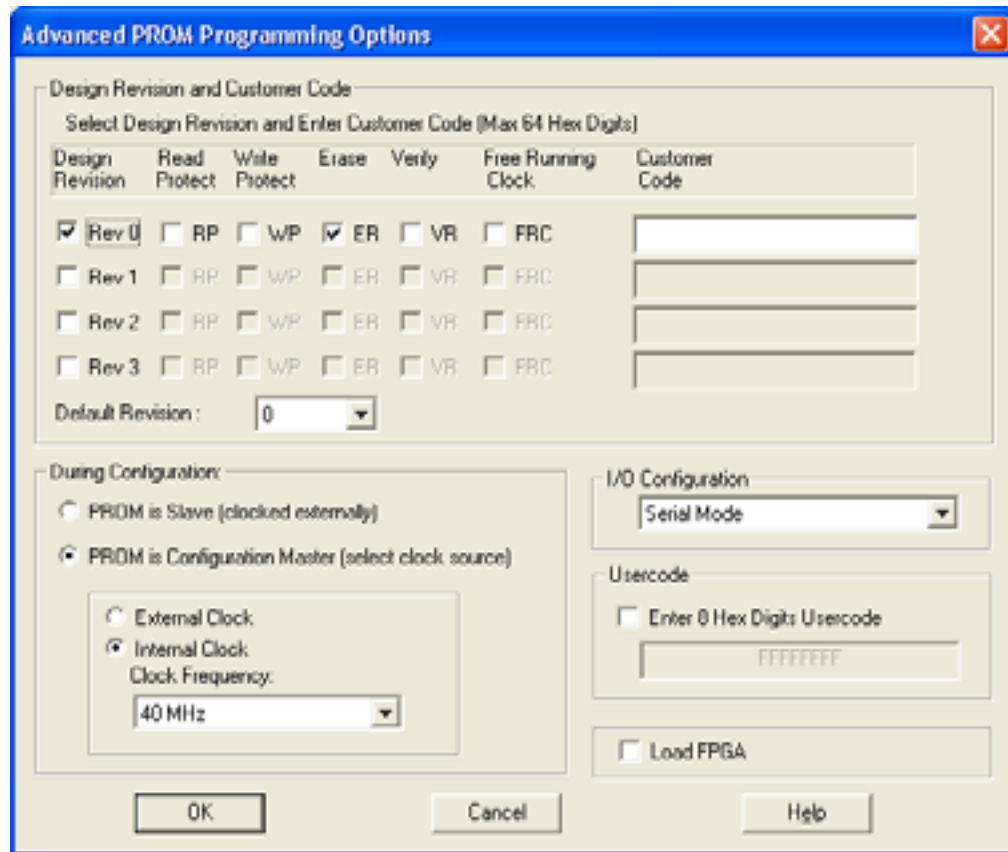 Advanced PROM Programming Options
Design Revision and Customer Code
Select Design Revision and Enter Customer Code (Max 64 Hex Digits)
Design Revision Read Protect Write Protect Erase Verify Free Running Clock Customer Code
Rev 0 RP WP ER VR FRC
Rev 1 RP WP ER VR FRC
Rev 2 RP WP ER VR FRC
Rev 3 RP WP ER VR FRC
Default Revision : 0
During Configuration:
PROM is Slave (clocked externally)
PROM is Configuration Master (select clock source)
External Clock
Internal Clock
Clock Frequency:
40 MHz
I/O Configuration
Serial Mode
Usercode
Enter 8 Hex Digits Usercode
FFFFFFFF
Load FPGA
OK Cancel Help